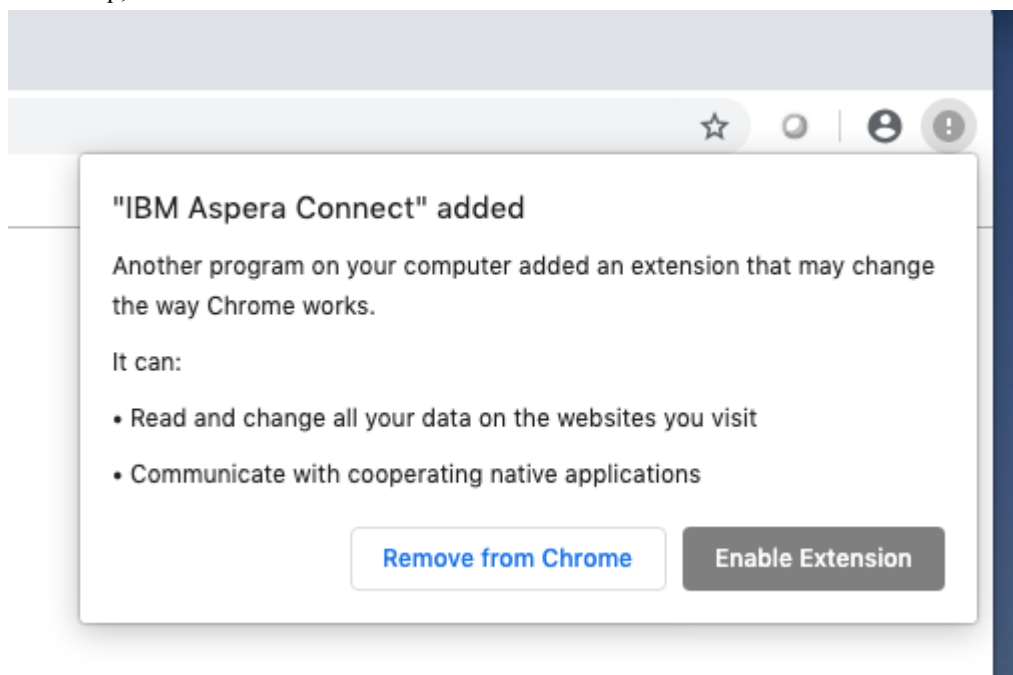 "IBM Aspera Connect" added
Another program on your computer added an extension that may change
the way Chrome works.
It can:
• Read and change all your data on the websites you visit
• Communicate with cooperating native applications
Remove from Chrome Enable Extension